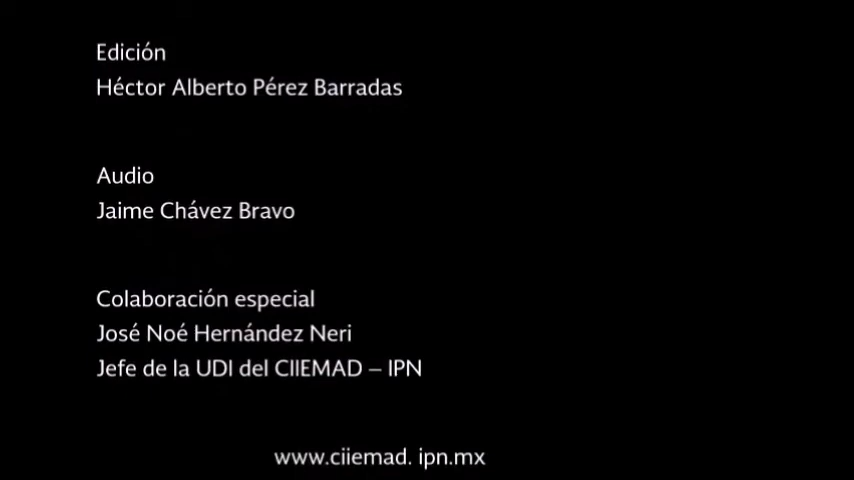 Edición
Héctor Alberto Pérez Barradas
Audio
Jaime Chávez Bravo
Colaboración especial
José Noé Hernández Neri
Jefe de la UDI del CIIEMAD – IPN
www.ciiemad. ipn.mx